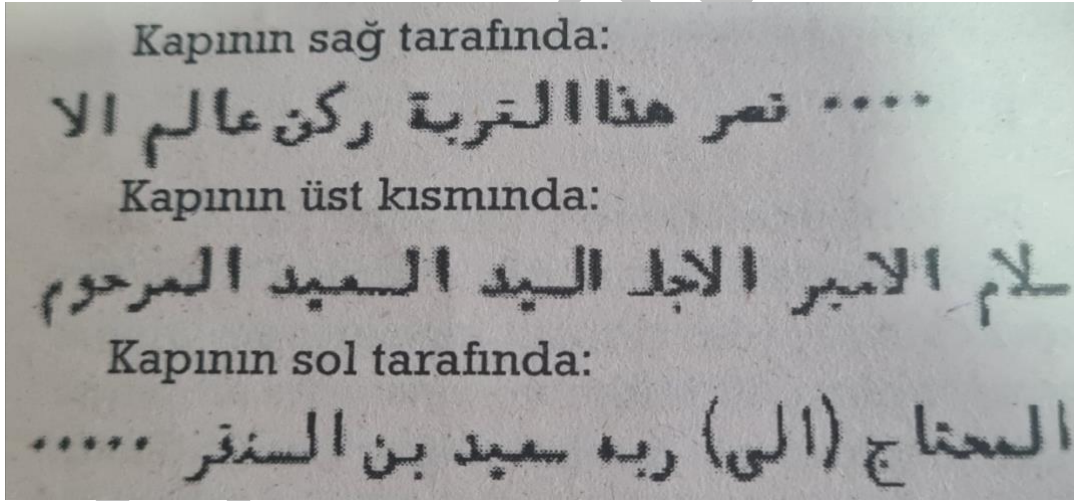 Kapının sağ tarafında:
.... نصر هذا التربة ركن عالم الا
Kapının üst kısmında:
سلام الامير الاجل السيد السعيد المرحوم
Kapının sol tarafında:
المحتاج (الى) ربه سعيد بن السنقر .....